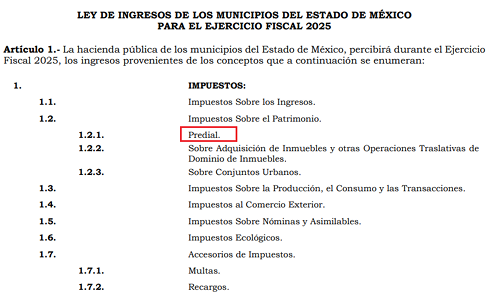 LEY DE INGRESOS DE LOS MUNICIPIOS DEL ESTADO DE MÉXICO
PARA EL EJERCICIO FISCAL 2025
Artículo 1.- La hacienda pública de los municipios del Estado de México, percibirá durante el Ejercicio
Fiscal 2025, los ingresos provenientes de los conceptos que a continuación se enumeran:
1. IMPUESTOS:
1.1. Impuestos Sobre los Ingresos.
1.2. Impuestos Sobre el Patrimonio.
1.2.1. Predial.
1.2.2. Sobre Adquisición de Inmuebles y otras Operaciones Traslativas de
Dominio de Inmuebles.
1.2.3. Sobre Conjuntos Urbanos.
1.3. Impuestos Sobre la Producción, el Consumo y las Transacciones.
1.4. Impuestos al Comercio Exterior.
1.5. Impuestos Sobre Nóminas y Asimilables.
1.6. Impuestos Ecológicos.
1.7. Accesorios de Impuestos.
1.7.1. Multas.
1.7.2. Recargos.